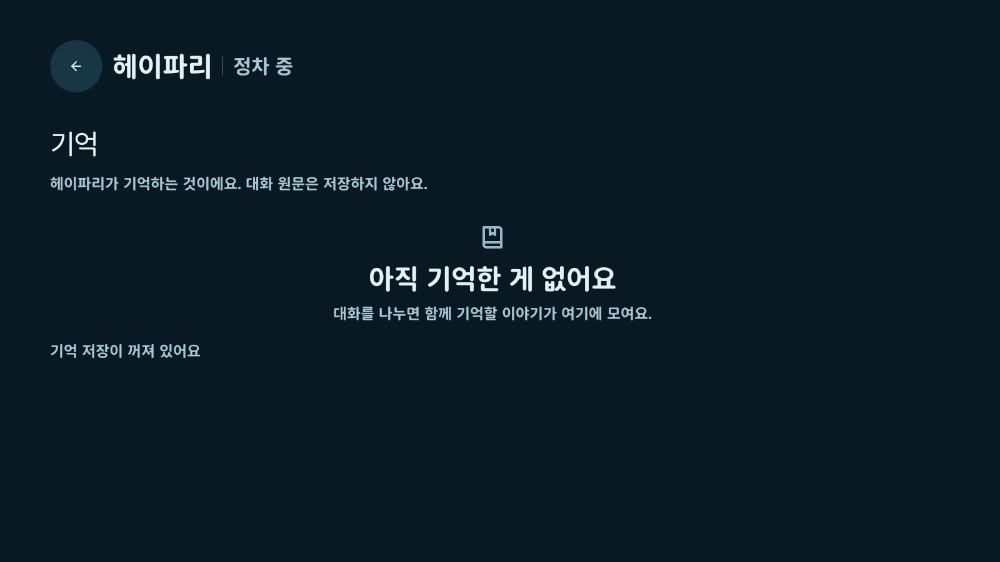 헤이파리
정차 중
기억
헤이파리가 기억하는 것이에요. 대화 원문은 저장하지 않아요.
아직 기억한 게 없어요
대화를 나누면 함께 기억할 이야기가 여기에 모여요.
기억 저장이 꺼져 있어요